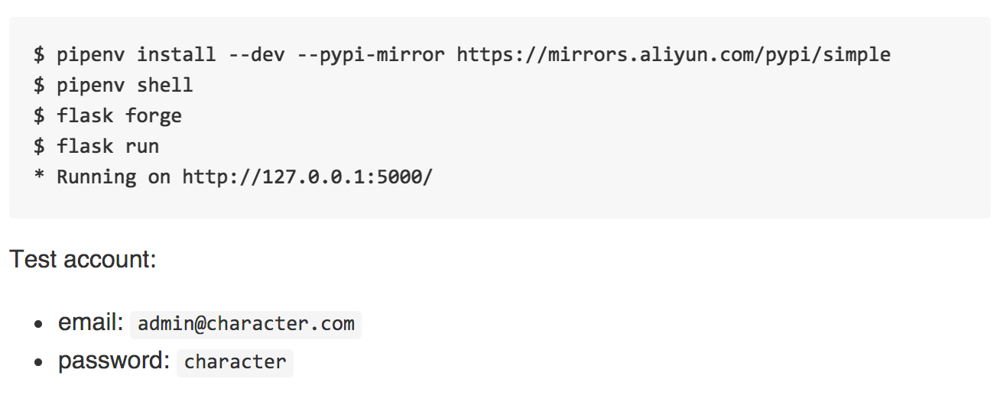 $ pipenv install --dev --pypi-mirror https://mirrors.aliyun.com/pypi/simple
$ pipenv shell
$ flask forge
$ flask run
* Running on http://127.0.0.1:5000/
Test account:
• email: admin@character.com
• password: character